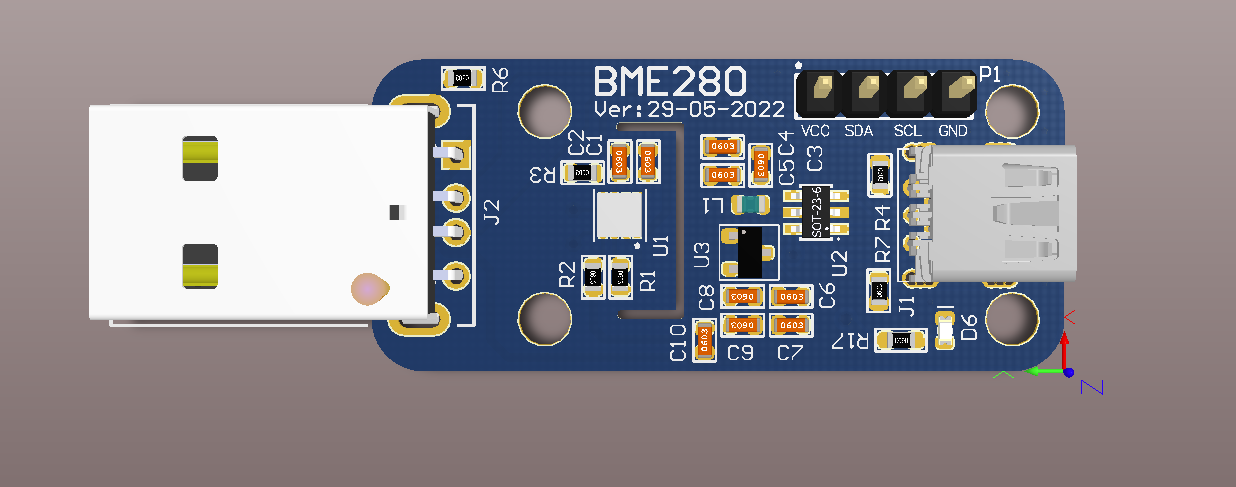 R6
BME280
Ver:29-05-2022
P1
VCC SDA SCL GND
C2
C1
R3
0603
0603
0603
0603
0603
C4
C5
C3
L1
J2
U1
U3
SOT-23-6
U2
R4
R7
R2
R1
C8
0603
0603
C6
J1
C10
0603
C9
0603
0603
C7
R17
D6
Z